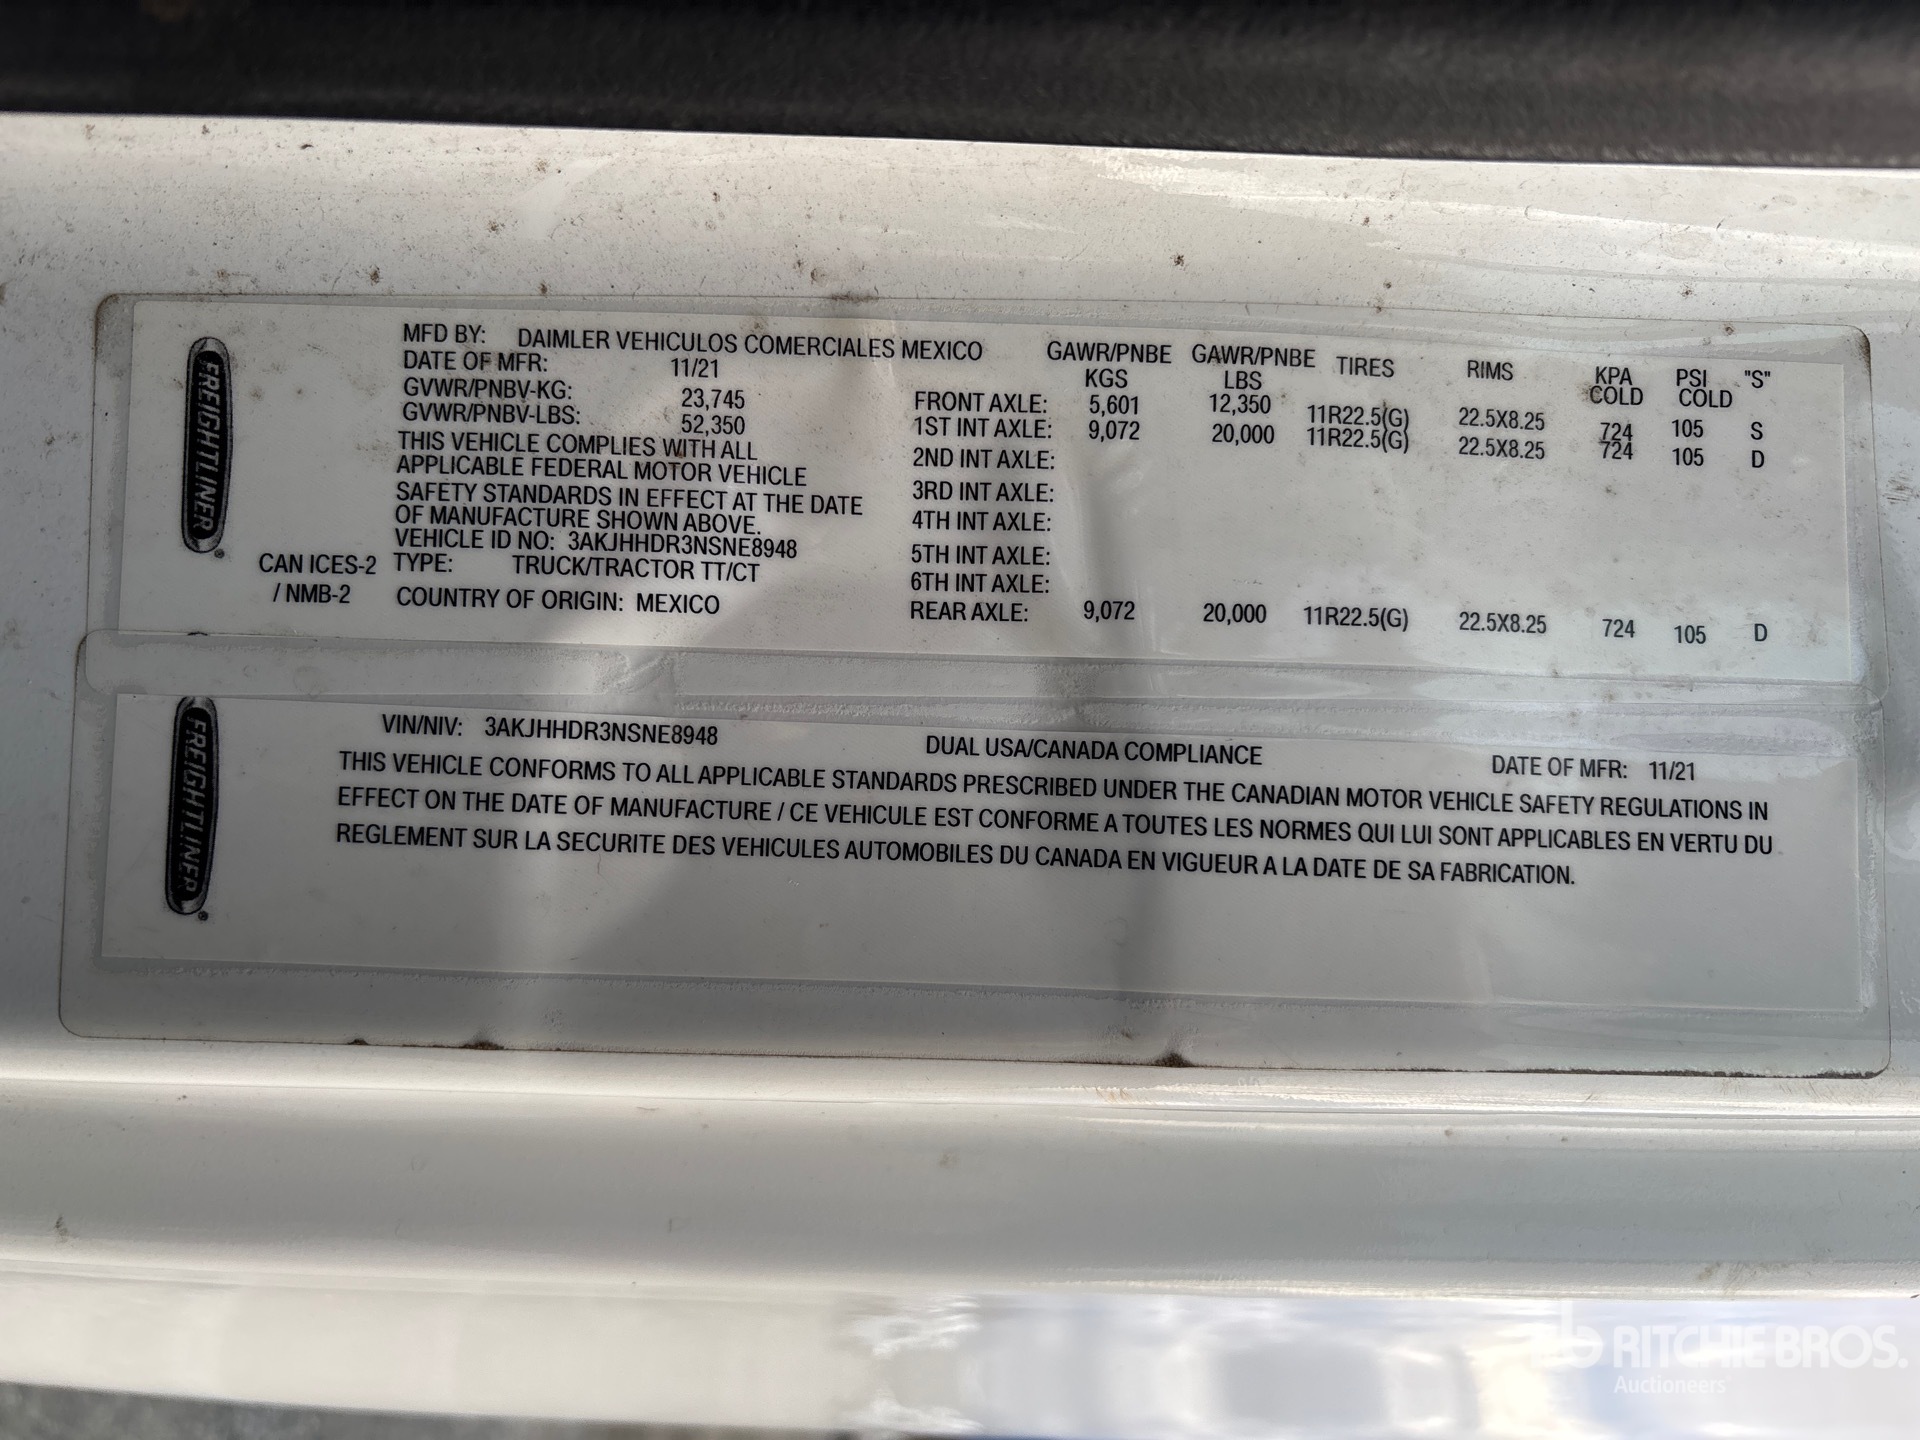 FREIGHTLINER®
MFD BY: DAIMLER VEHICULOS COMERCIALES MEXICO
DATE OF MFR: 11/21
GVWR/PNBV-KG: 23,745
GVWR/PNBV-LBS: 52,350
THIS VEHICLE COMPLIES WITH ALL
APPLICABLE FEDERAL MOTOR VEHICLE
SAFETY STANDARDS IN EFFECT AT THE DATE
OF MANUFACTURE SHOWN ABOVE.
VEHICLE ID NO: 3AKJHHDR3NSNE8948
CAN ICES-2
/ NMB-2
TYPE: TRUCK/TRACTOR TT/CT
COUNTRY OF ORIGIN: MEXICO
GAWR/PNBE KGS GAWR/PNBE LBS TIRES RIMS KPA COLD PSI COLD "S"
FRONT AXLE: 5,601 12,350 11R22.5(G) 22.5X8.25 724 105 S
1ST INT AXLE: 9,072 20,000 11R22.5(G) 22.5X8.25 724 105 D
2ND INT AXLE:
3RD INT AXLE:
4TH INT AXLE:
5TH INT AXLE:
6TH INT AXLE:
REAR AXLE: 9,072 20,000 11R22.5(G) 22.5X8.25 724 105 D
FREIGHTLINER®
VIN/NIV: 3AKJHHDR3NSNE8948 DUAL USA/CANADA COMPLIANCE DATE OF MFR: 11/21
THIS VEHICLE CONFORMS TO ALL APPLICABLE STANDARDS PRESCRIBED UNDER THE CANADIAN MOTOR VEHICLE SAFETY REGULATIONS IN
EFFECT ON THE DATE OF MANUFACTURE / CE VEHICULE EST CONFORME A TOUTES LES NORMES QUI LUI SONT APPLICABLES EN VERTU DU
REGLEMENT SUR LA SECURITE DES VEHICULES AUTOMOBILES DU CANADA EN VIGUEUR A LA DATE DE SA FABRICATION.
RITCHIE BROS.
Auctioneers